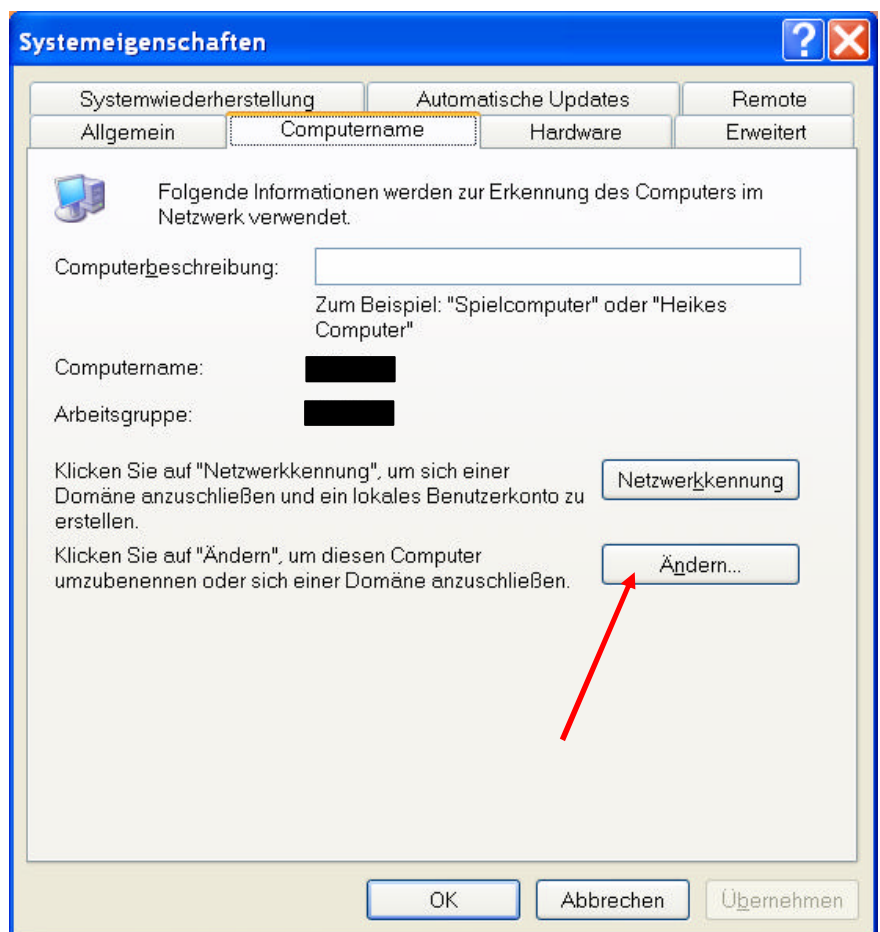 Systemeigenschaften
Systemwiederherstellung Automatische Updates Remote
Allgemein Computername Hardware Erweitert
Folgende Informationen werden zur Erkennung des Computers im
Netzwerk verwendet.
Computerbeschreibung:
Zum Beispiel: "Spielcomputer" oder "Heikes
Computer"
Computername:
Arbeitsgruppe:
Klicken Sie auf "Netzwerkkennung", um sich einer
Domäne anzuschließen und ein lokales Benutzerkonto zu
erstellen.
Netzwerkkennung
Klicken Sie auf "Ändern", um diesen Computer
umzubenennen oder sich einer Domäne anzuschließen.
Ändern...
OK Abbrechen Übernehmen